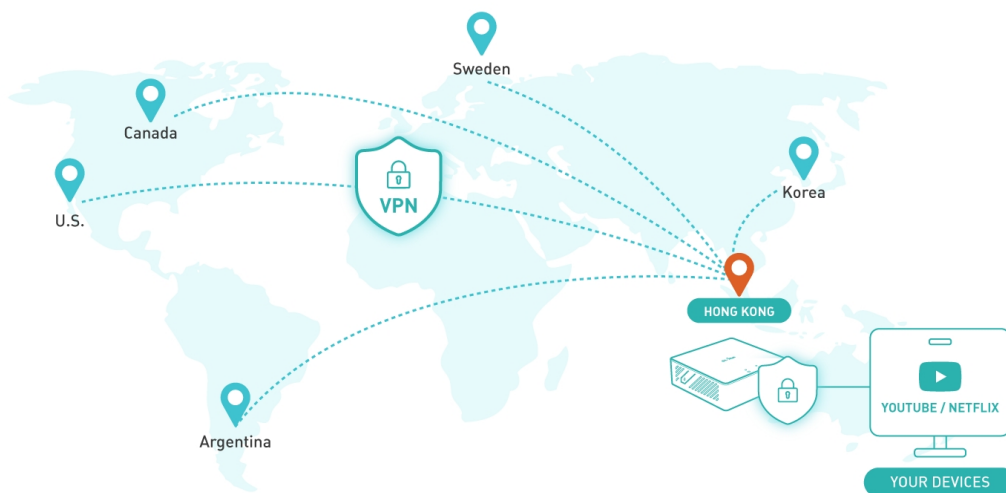 Sweden
Canada
VPN
Korea
U.S.
HONG KONG
YOUTUBE / NETFLIX
Argentina
YOUR DEVICES